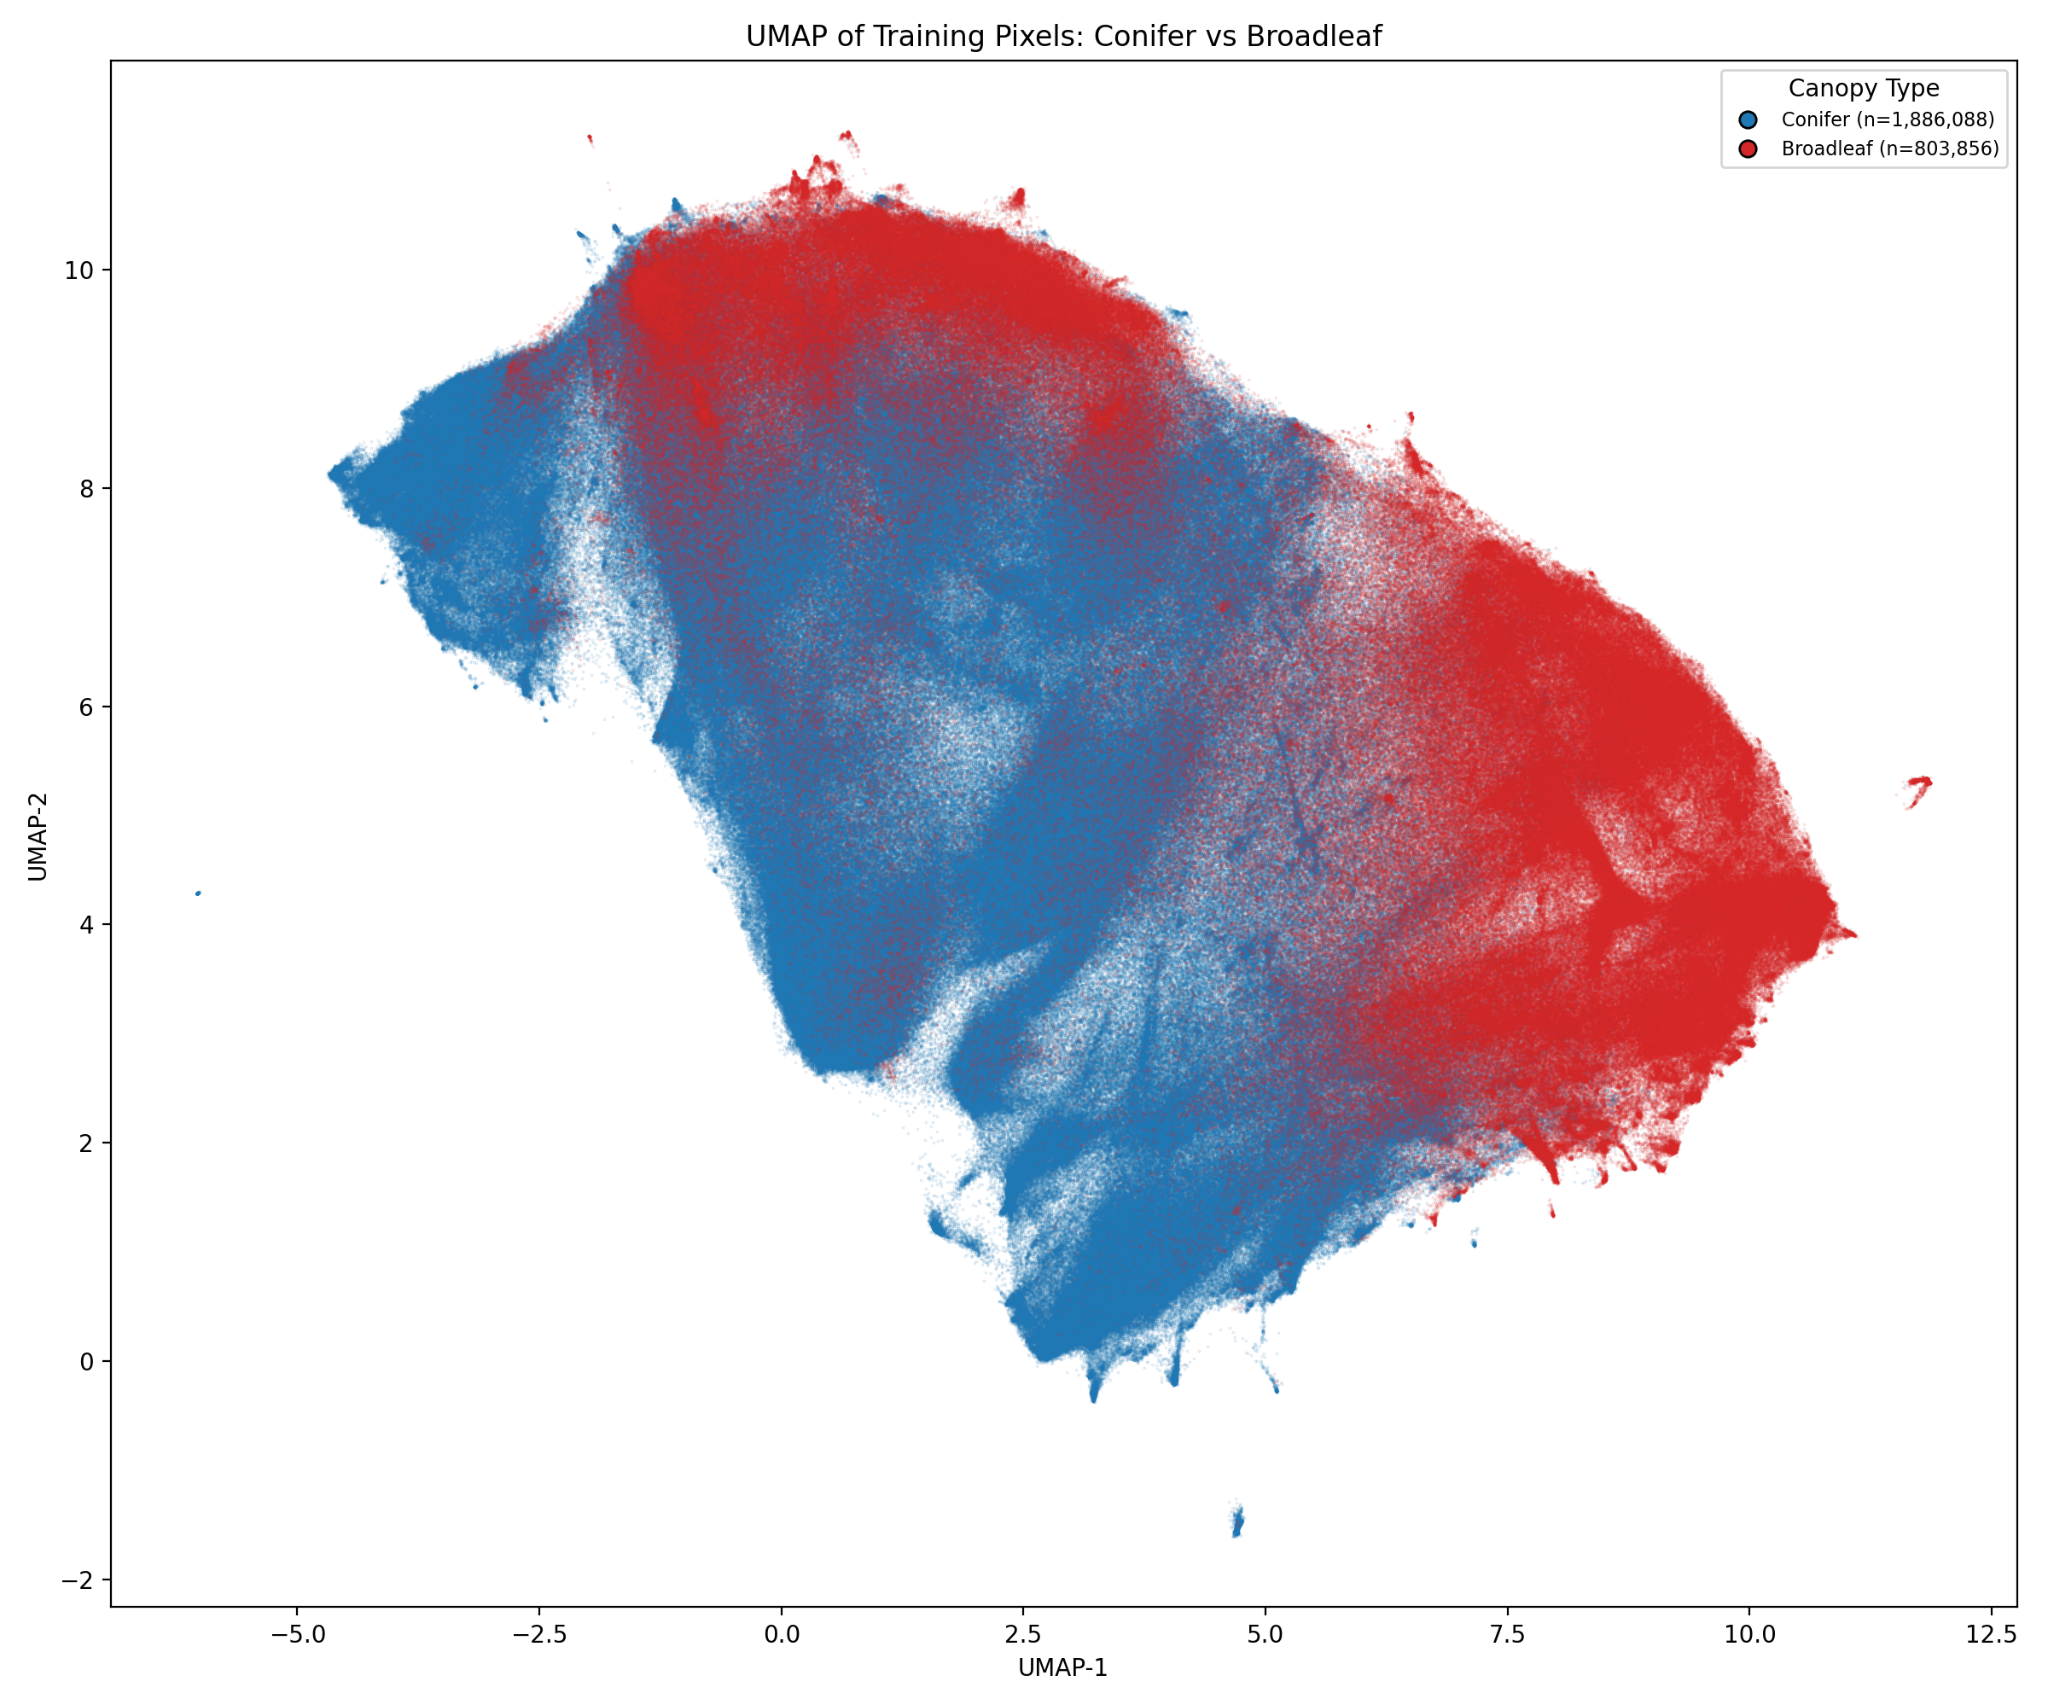 UMAP of Training Pixels: Conifer vs Broadleaf
Canopy Type
Conifer (n=1,886,088)
Broadleaf (n=803,856)
UMAP-2
10
8
6
4
2
0
−2
−5.0
−2.5
0.0
2.5
5.0
7.5
10.0
12.5
UMAP-1